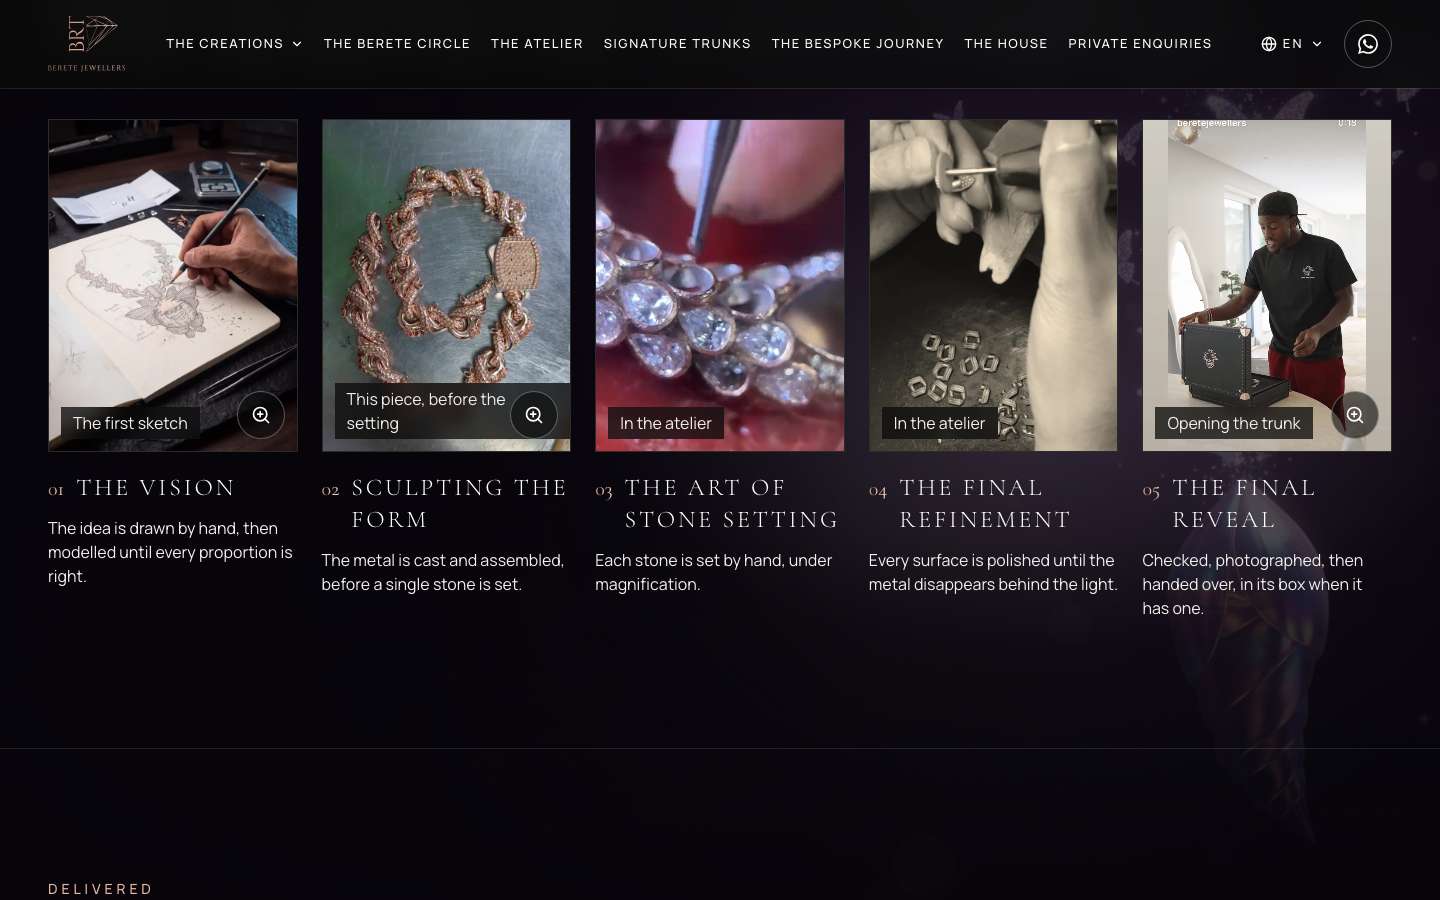 BRT
BERETE JEWELLERS
THE CREATIONS
THE BERETE CIRCLE
THE ATELIER
SIGNATURE TRUNKS
THE BESPOKE JOURNEY
THE HOUSE
PRIVATE ENQUIRIES
EN
beretejewellers
0:13
The first sketch
This piece, before the
setting
In the atelier
In the atelier
Opening the trunk
01 THE VISION
The idea is drawn by hand, then
modelled until every proportion is
right.
02 SCULPTING THE
FORM
The metal is cast and assembled,
before a single stone is set.
03 THE ART OF
STONE SETTING
Each stone is set by hand, under
magnification.
04 THE FINAL
REFINEMENT
Every surface is polished until the
metal disappears behind the light.
05 THE FINAL
REVEAL
Checked, photographed, then
handed over, in its box when it
has one.
DELIVERED